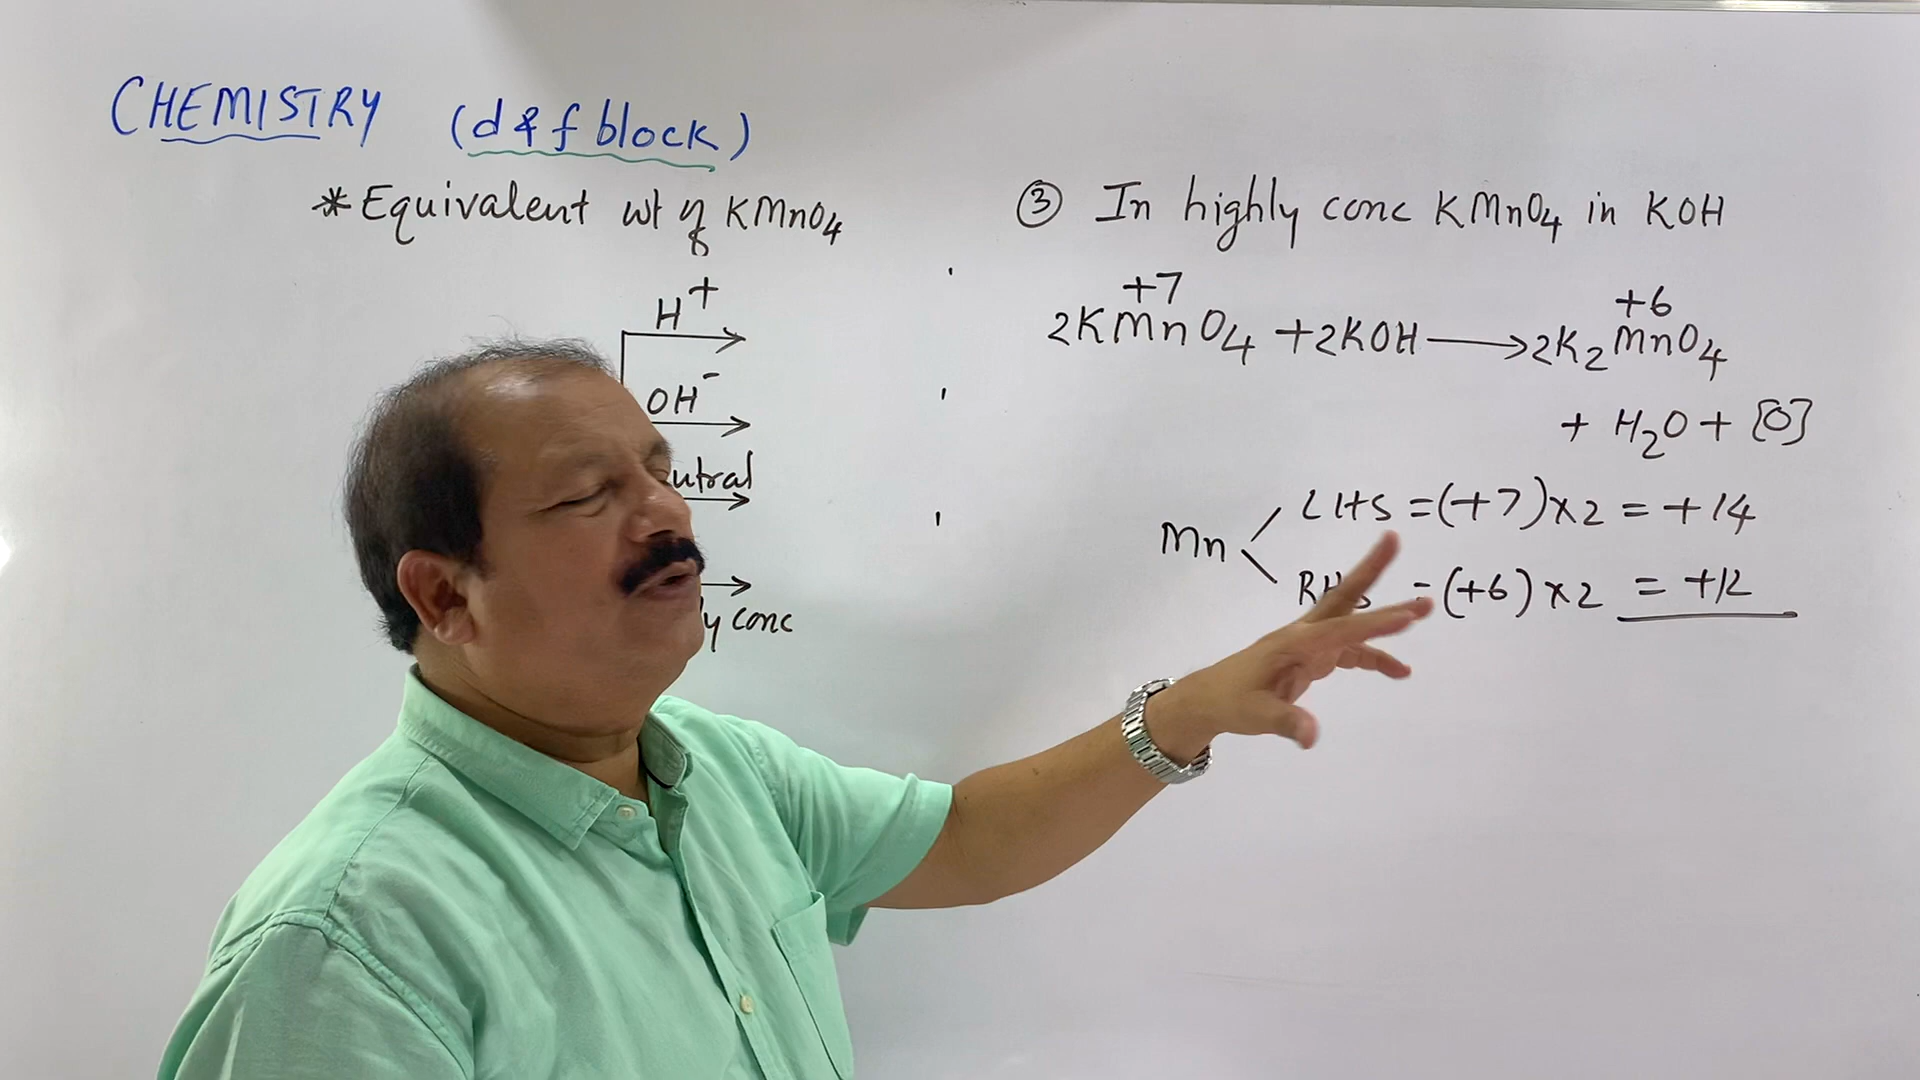 CHEMISTRY (d & f block)
* Equivalent wt of KMnO4
H+
OH-
utral
y conc
③ In highly conc KMnO4 in KOH
+7 +6
2KMnO4 + 2KOH → 2K2MnO4
+ H2O + [O]
Mn
LHS = (+7) x 2 = +14
RHS = (+6) x 2 = +12